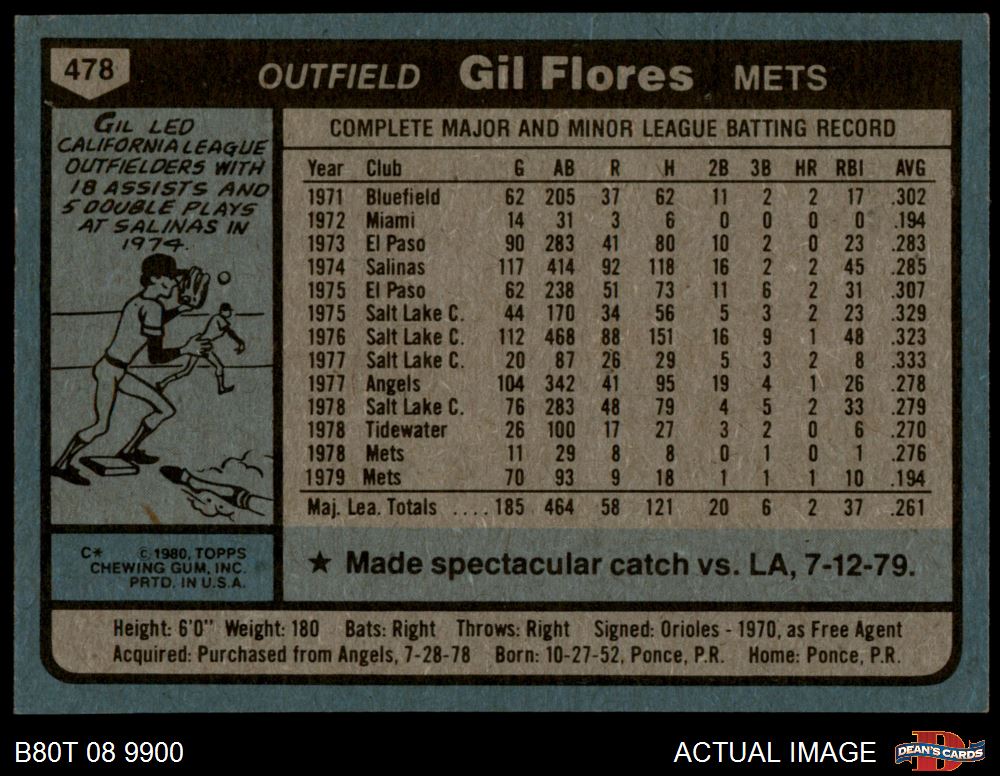 478
OUTFIELD Gil Flores METS
GIL LED
CALIFORNIA LEAGUE
OUTFIELDERS WITH
18 ASSISTS AND
5 DOUBLE PLAYS
AT SALINAS IN
1974.
COMPLETE MAJOR AND MINOR LEAGUE BATTING RECORD
Year Club G AB R H 2B 3B HR RBI AVG
1971 Bluefield 62 205 37 62 11 2 2 17 .302
1972 Miami 14 31 3 6 0 0 0 0 .194
1973 El Paso 90 283 41 80 10 2 0 23 .283
1974 Salinas 117 414 92 118 16 2 2 45 .285
1975 El Paso 62 238 51 73 11 6 2 31 .307
1975 Salt Lake C. 44 170 34 56 5 3 2 23 .329
1976 Salt Lake C. 112 468 88 151 16 9 1 48 .323
1977 Salt Lake C. 20 87 26 29 5 3 2 8 .333
1977 Angels 104 342 41 95 19 4 1 26 .278
1978 Salt Lake C. 76 283 48 79 4 5 2 33 .279
1978 Tidewater 26 100 17 27 3 2 0 6 .270
1978 Mets 11 29 8 8 0 1 0 1 .276
1979 Mets 70 93 9 18 1 1 1 10 .194
Maj. Lea. Totals .... 185 464 58 121 20 6 2 37 .261
C* © 1980, TOPPS
CHEWING GUM, INC.
PRTD. IN U.S.A.
★ Made spectacular catch vs. LA, 7-12-79.
Height: 6'0" Weight: 180 Bats: Right Throws: Right Signed: Orioles - 1970, as Free Agent
Acquired: Purchased from Angels, 7-28-78 Born: 10-27-52, Ponce, P.R. Home: Ponce, P.R.
B80T 08 9900
ACTUAL IMAGE
DEAN'S CARDS